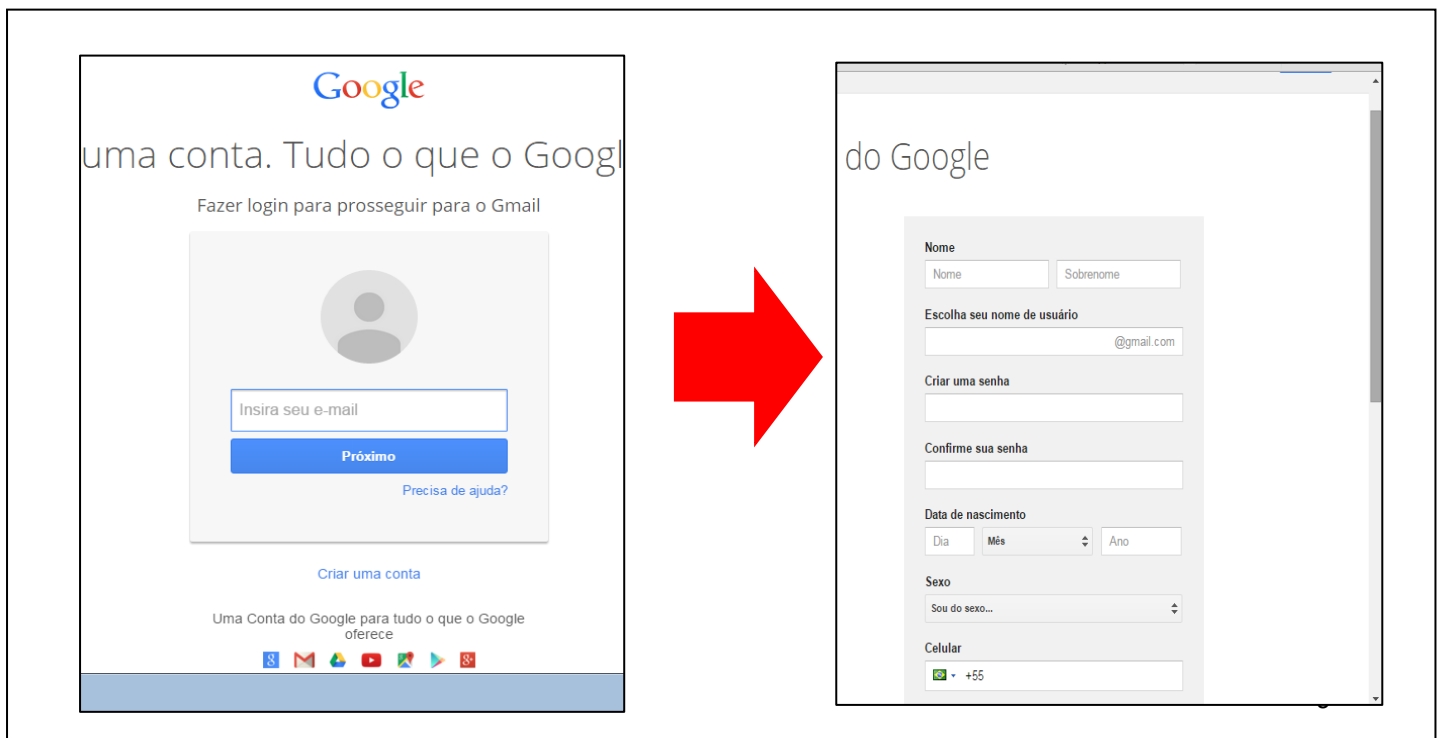 Google
uma conta. Tudo o que o Googl
Fazer login para prosseguir para o Gmail
Insira seu e-mail
Próximo
Precisa de ajuda?
Criar uma conta
Uma Conta do Google para tudo o que o Google
oferece
do Google
Nome
Nome Sobrenome
Escolha seu nome de usuário
@gmail.com
Criar uma senha
Confirme sua senha
Data de nascimento
Dia Mês Ano
Sexo
Sou do sexo...
Celular
+55